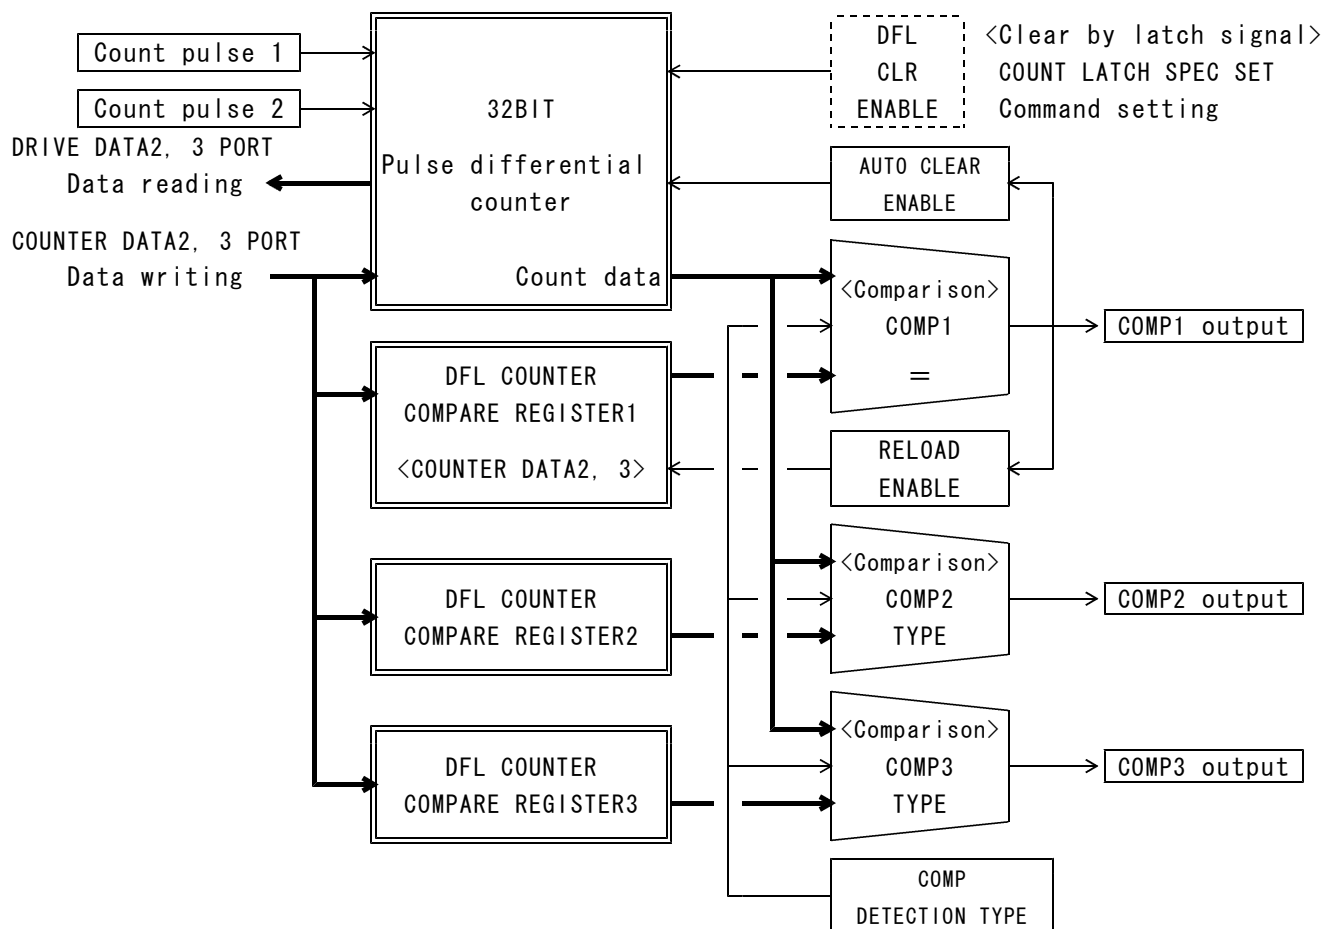 Count pulse 1
Count pulse 2
DRIVE DATA2, 3 PORT
Data reading
COUNTER DATA2, 3 PORT
Data writing
32BIT
Pulse differential
counter
Count data
DFL
CLR
ENABLE
<Clear by latch signal>
COUNT LATCH SPEC SET
Command setting
AUTO CLEAR
ENABLE
<Comparison>
COMP1
=
COMP1 output
DFL COUNTER
COMPARE REGISTER1
<COUNTER DATA2, 3>
RELOAD
ENABLE
DFL COUNTER
COMPARE REGISTER2
<Comparison>
COMP2
TYPE
COMP2 output
DFL COUNTER
COMPARE REGISTER3
<Comparison>
COMP3
TYPE
COMP3 output
COMP
DETECTION TYPE